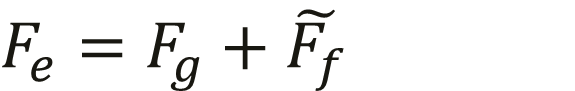 $F_e = F_g + \widetilde{F}_f$